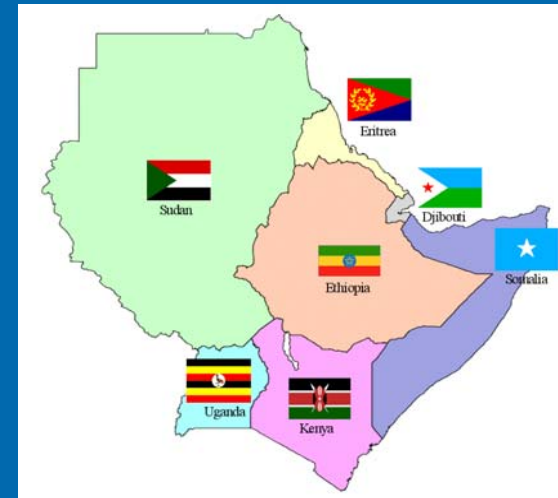 Eritrea
Sudan
Djibouti
Somalia
Ethiopia
Uganda
Kenya